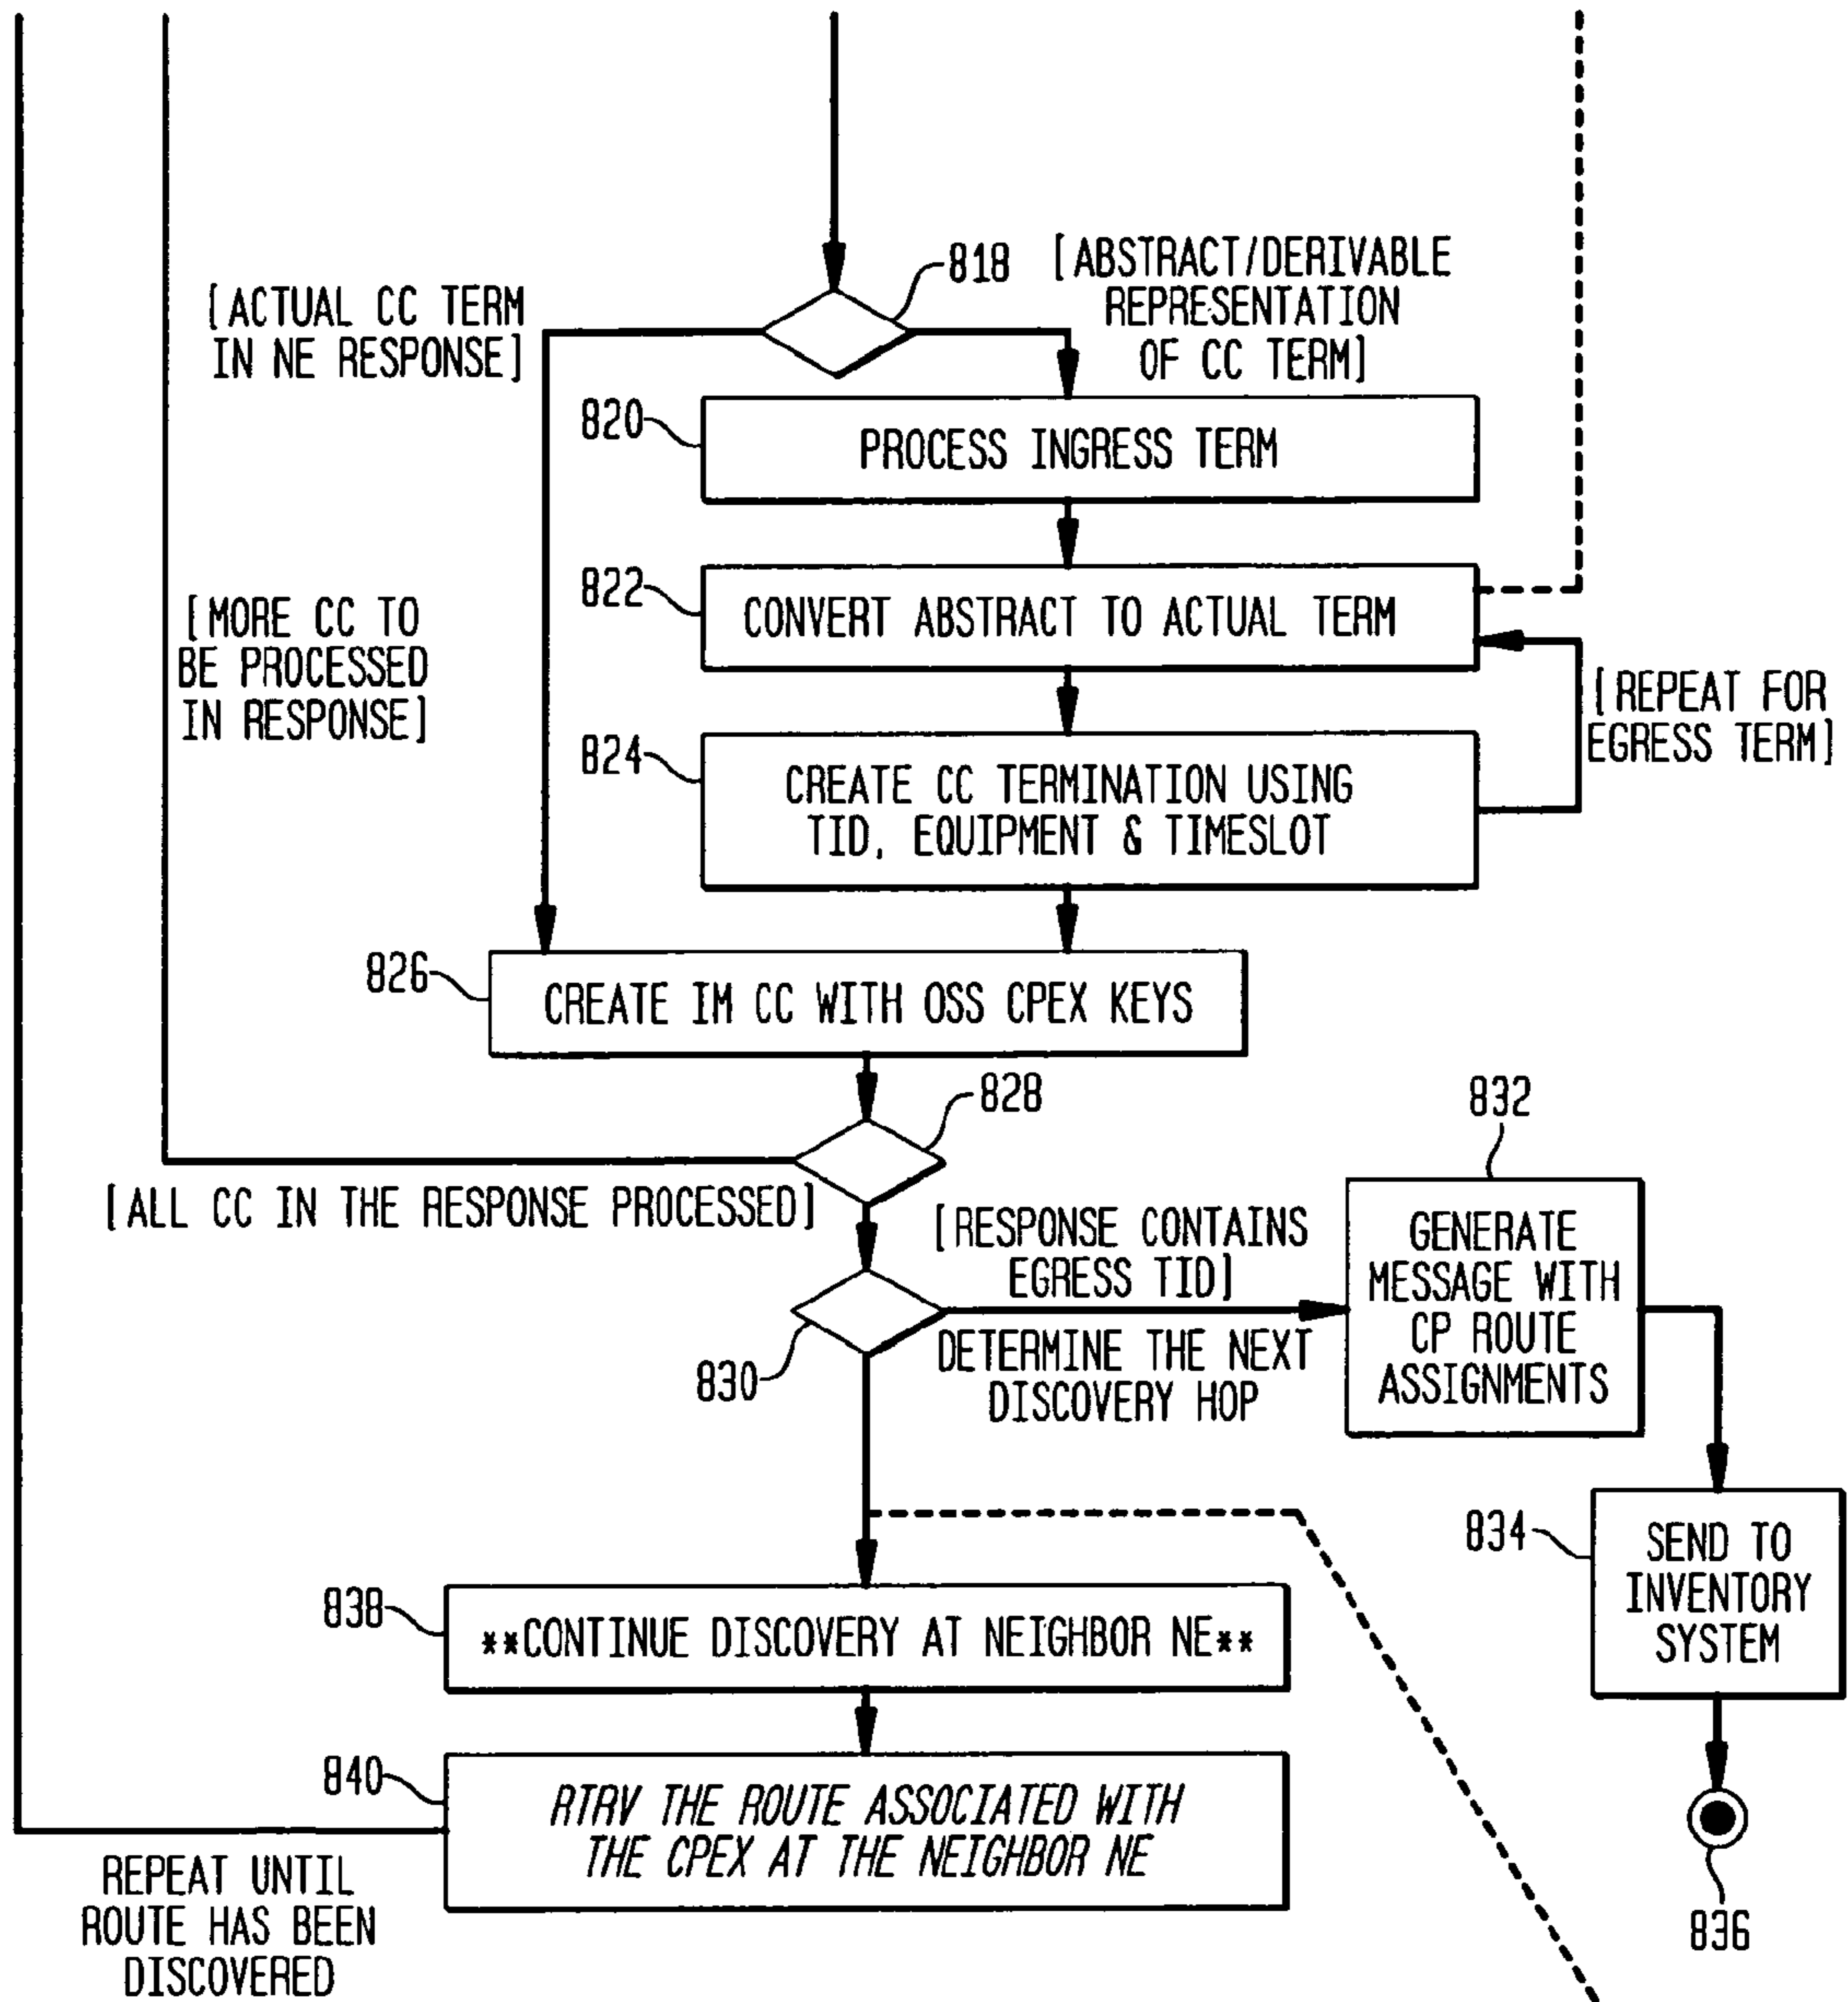 818
[ABSTRACT/DERIVABLE
REPRESENTATION
OF CC TERM]
[ACTUAL CC TERM
IN NE RESPONSE]
820
PROCESS INGRESS TERM
822
CONVERT ABSTRACT TO ACTUAL TERM
[MORE CC TO
BE PROCESSED
IN RESPONSE]
[REPEAT FOR
EGRESS TERM]
824
CREATE CC TERMINATION USING
TID, EQUIPMENT & TIMESLOT
826
CREATE IM CC WITH OSS CPEX KEYS
828
[ALL CC IN THE RESPONSE PROCESSED]
[RESPONSE CONTAINS
EGRESS TID]
830
DETERMINE THE NEXT
DISCOVERY HOP
832
GENERATE
MESSAGE WITH
CP ROUTE
ASSIGNMENTS
834
SEND TO
INVENTORY
SYSTEM
836
838
**CONTINUE DISCOVERY AT NEIGHBOR NE**
840
RTRV THE ROUTE ASSOCIATED WITH
THE CPEX AT THE NEIGHBOR NE
REPEAT UNTIL
ROUTE HAS BEEN
DISCOVERED